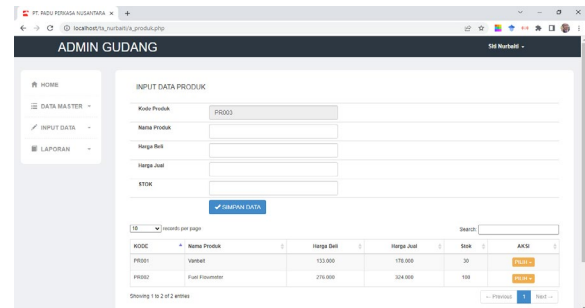 PT. PADU PERKASA NUSANTARA
localhost/ta_nurbaiti/a_produk.php
ADMIN GUDANG
Siti Nurbaiti
HOME
DATA MASTER
INPUT DATA
LAPORAN
INPUT DATA PRODUK
Kode Produk
PR003
Nama Produk
Harga Beli
Harga Jual
STOK
SIMPAN DATA
10 records per page
Search:
KODE Nama Produk Harga Beli Harga Jual Stok AKSI
PR001 Vanbelt 133.000 178.000 30 PILIH
PR002 Fuel Flowmeter 276.000 324.000 198 PILIH
Showing 1 to 2 of 2 entries
← Previous 1 Next →